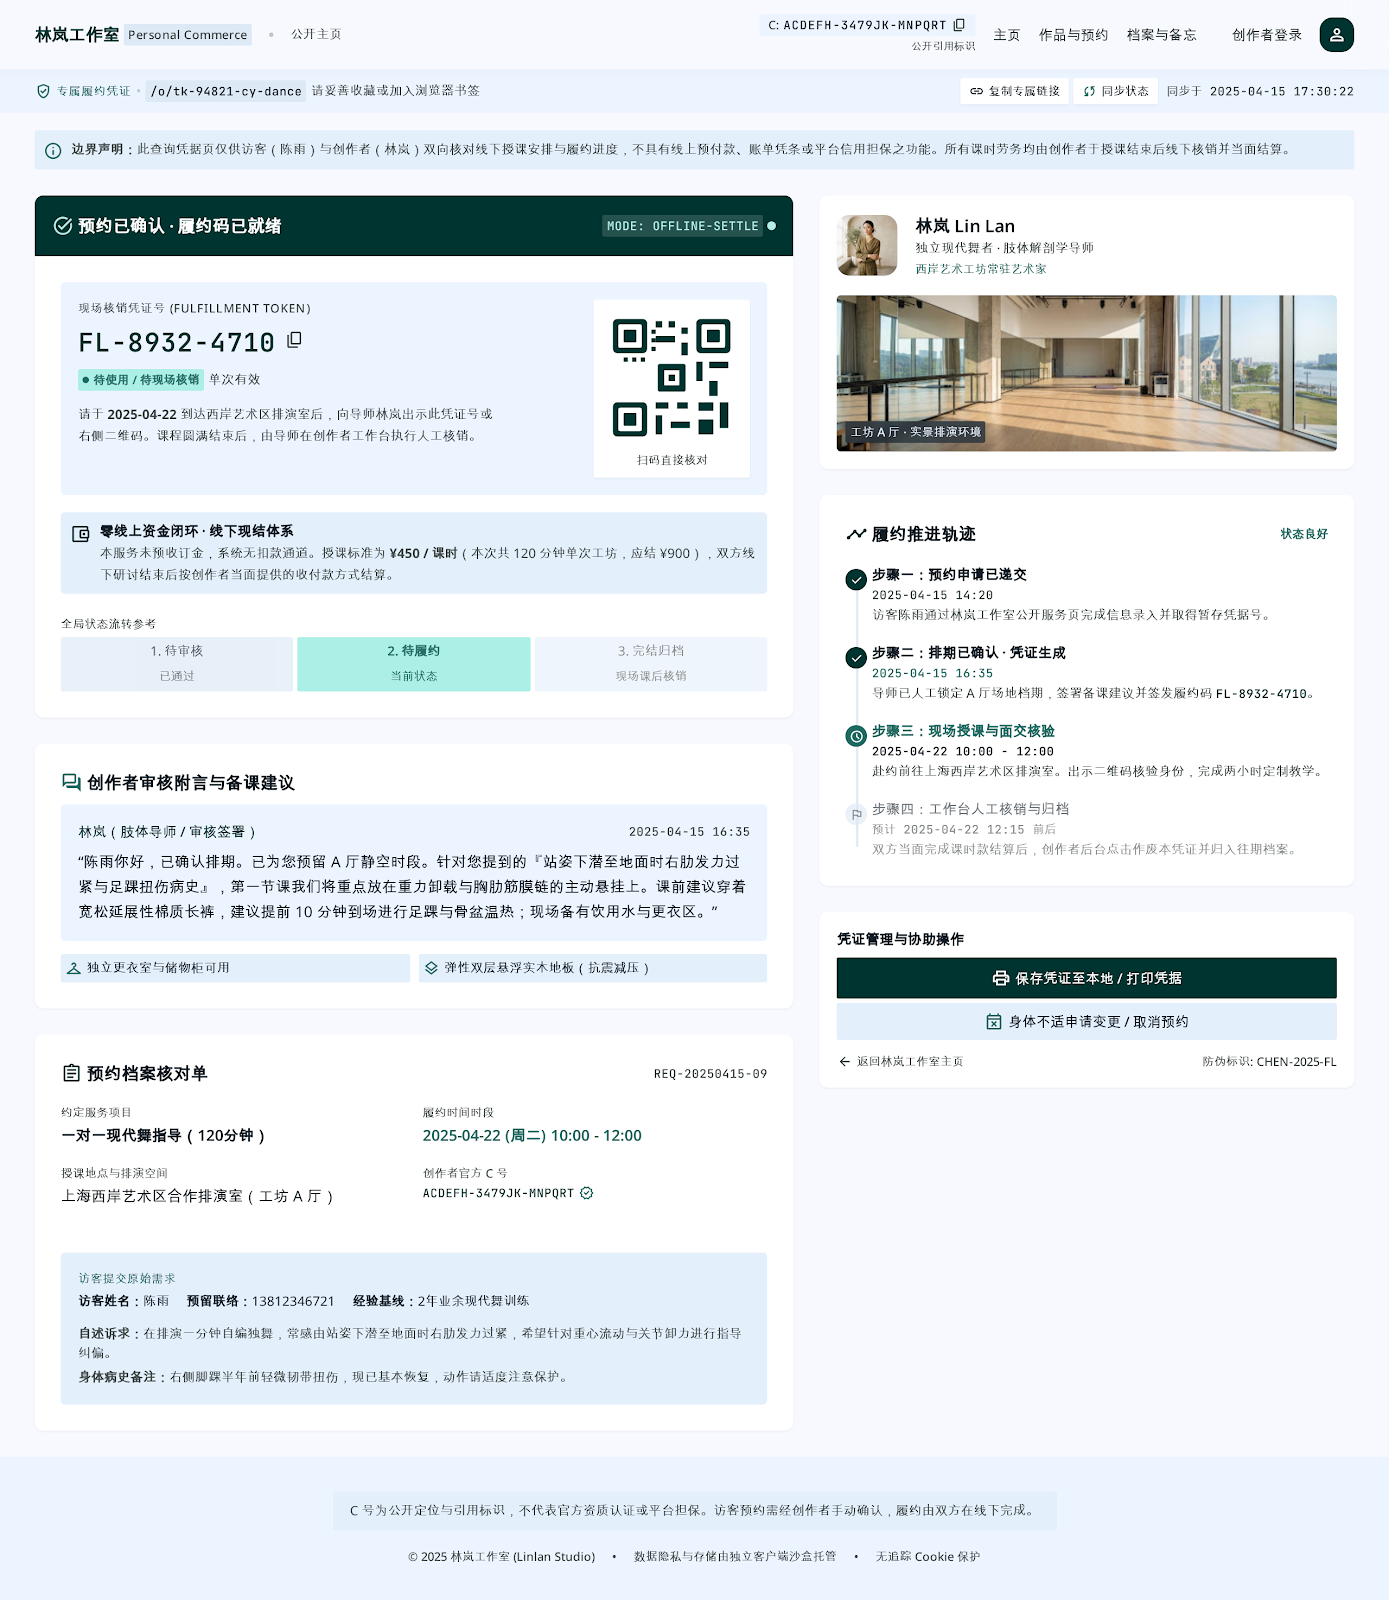 林岚工作室 Personal Commerce • 公开主页
C: ACDEFH-3479JK-MNPQRT
公开引用标识
主页 作品与预约 档案与备忘 创作者登录
专属履约凭证 • /o/tk-94821-cy-dance 请妥善收藏或加入浏览器书签
复制专属链接 同步状态 同步于 2025-04-15 17:30:22
边界声明：此查询凭据页仅供访客（陈雨）与创作者（林岚）双向核对线下授课安排与履约进度，不具有线上预付款、账单凭条或平台信用担保之功能。所有课时劳务均由创作者于授课结束后线下核销并当面结算。
预约已确认 · 履约码已就绪
MODE: OFFLINE-SETTLE
现场核销凭证号 (FULFILLMENT TOKEN)
FL-8932-4710
待使用 / 待现场核销 单次有效
请于 2025-04-22 到达西岸艺术区排演室后，向导师林岚出示此凭证号或
右侧二维码。课程圆满结束后，由导师在创作者工作台执行人工核销。
扫码直接核对
零线上资金闭环 · 线下现结体系
本服务未预收订金，系统无扣款通道。授课标准为 ¥450 / 课时（本次共 120 分钟单次工坊，应结 ¥900），双方线
下研讨结束后按创作者当面提供的收付款方式结算。
全局状态流转参考
1. 待审核
已通过
2. 待履约
当前状态
3. 完结归档
现场课后核销
创作者审核附言与备课建议
林岚（肢体导师 / 审核签署）
2025-04-15 16:35
“陈雨你好，已确认排期。已为您预留 A 厅静空时段。针对您提到的『站姿下潜至地面时右肋发力过
紧与足踝扭伤病史』，第一节课我们将重点放在重力卸载与胸肋筋膜链的主动悬挂上。课前建议穿着
宽松延展性棉质长裤，建议提前 10 分钟到场进行足踝与骨盆温热；现场备有饮用水与更衣区。”
独立更衣室与储物柜可用
弹性双层悬浮实木地板（抗震减压）
预约档案核对单
REQ-20250415-09
约定服务项目
一对一现代舞指导（120分钟）
履约时间时段
2025-04-22 (周二) 10:00 - 12:00
授课地点与排演空间
上海西岸艺术区合作排演室（工坊 A 厅）
创作者官方 C 号
ACDEFH-3479JK-MNPQRT
访客提交原始需求
访客姓名：陈雨 预留联络：13812346721 经验基线：2年业余现代舞训练
自述诉求：在排演一分钟自编独舞，常感由站姿下潜至地面时右肋发力过紧，希望针对重心流动与关节卸力进行指导
纠偏。
身体病史备注：右侧脚踝半年前轻微韧带扭伤，现已基本恢复，动作请适度注意保护。
林岚 Lin Lan
独立现代舞者 · 肢体解剖学导师
西岸艺术工坊常驻艺术家
工坊 A 厅 · 实景排演环境
履约推进轨迹
状态良好
步骤一：预约申请已递交
2025-04-15 14:20
访客陈雨通过林岚工作室公开服务页完成信息录入并取得暂存凭据号。
步骤二：排期已确认 · 凭证生成
2025-04-15 16:35
导师已人工锁定 A 厅场地档期，签署备课建议并签发履约码 FL-8932-4710。
步骤三：现场授课与面交核验
2025-04-22 10:00 - 12:00
赴约前往上海西岸艺术区排演室。出示二维码核验身份，完成两小时定制教学。
步骤四：工作台人工核销与归档
预计 2025-04-22 12:15 前后
双方当面完成课时款结算后，创作者后台点击作废本凭证并归入往期档案。
凭证管理与协助操作
保存凭证至本地 / 打印凭据
身体不适申请变更 / 取消预约
返回林岚工作室主页
防伪标识: CHEN-2025-FL
C 号为公开定位与引用标识，不代表官方资质认证或平台担保。访客预约需经创作者手动确认，履约由双方在线下完成。
© 2025 林岚工作室 (Linlan Studio) • 数据隐私与存储由独立客户端沙盒托管 • 无追踪 Cookie 保护